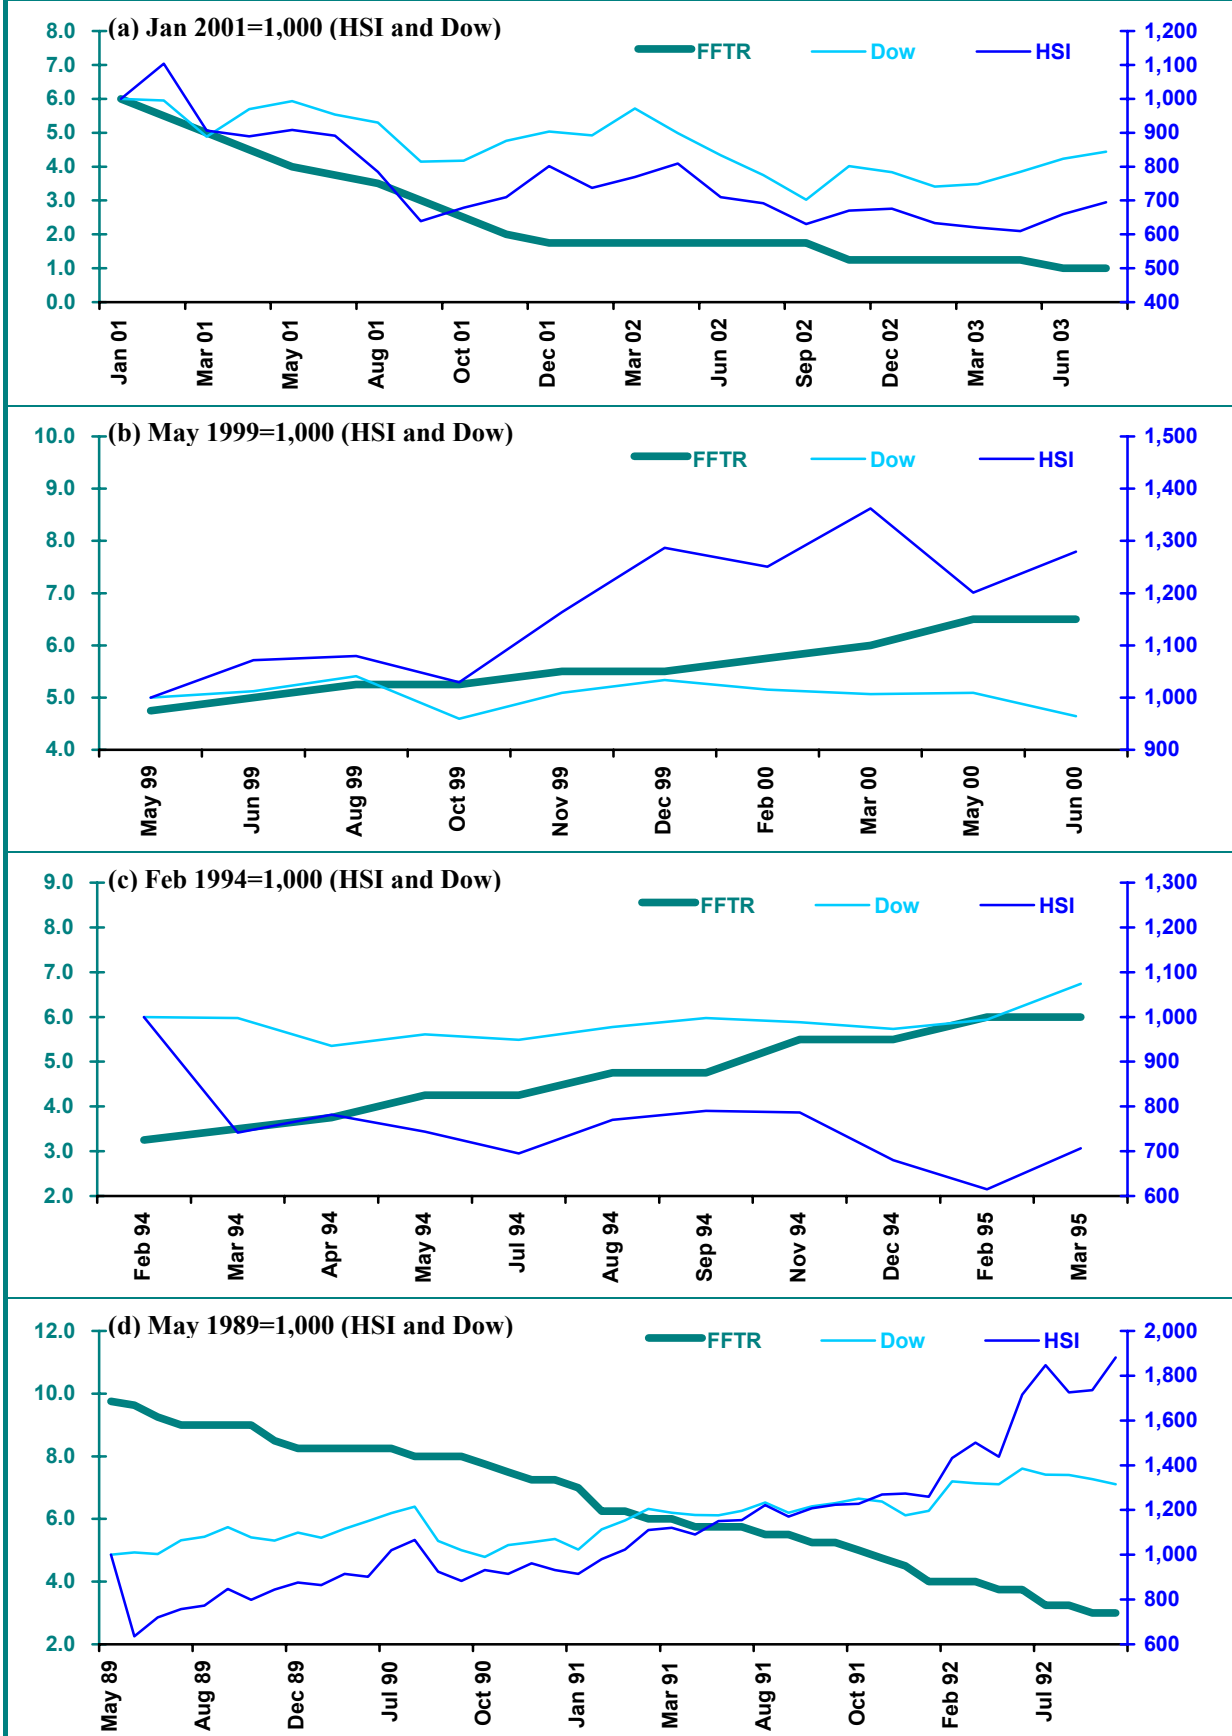 (a) Jan 2001=1,000 (HSI and Dow)
FFTR Dow HSI
8.0 1,200
7.0 1,100
6.0 1,000
5.0 900
4.0 800
3.0 700
2.0 600
1.0 500
0.0 400
Jan 01 Mar 01 May 01 Aug 01 Oct 01 Dec 01 Mar 02 Jun 02 Sep 02 Dec 02 Mar 03 Jun 03
(b) May 1999=1,000 (HSI and Dow)
FFTR Dow HSI
10.0 1,500
9.0 1,400
8.0 1,300
7.0 1,200
6.0 1,100
5.0 1,000
4.0 900
May 99 Jun 99 Aug 99 Oct 99 Nov 99 Dec 99 Feb 00 Mar 00 May 00 Jun 00
(c) Feb 1994=1,000 (HSI and Dow)
FFTR Dow HSI
9.0 1,300
8.0 1,200
7.0 1,100
6.0 1,000
5.0 900
4.0 800
3.0 700
2.0 600
Feb 94 Mar 94 Apr 94 May 94 Jul 94 Aug 94 Sep 94 Nov 94 Dec 94 Feb 95 Mar 95
(d) May 1989=1,000 (HSI and Dow)
FFTR Dow HSI
12.0 2,000
1,800
10.0
1,600
8.0 1,400
6.0 1,200
1,000
4.0
800
2.0 600
May 89 Aug 89 Dec 89 Jul 90 Oct 90 Jan 91 Mar 91 Aug 91 Oct 91 Feb 92 Jul 92